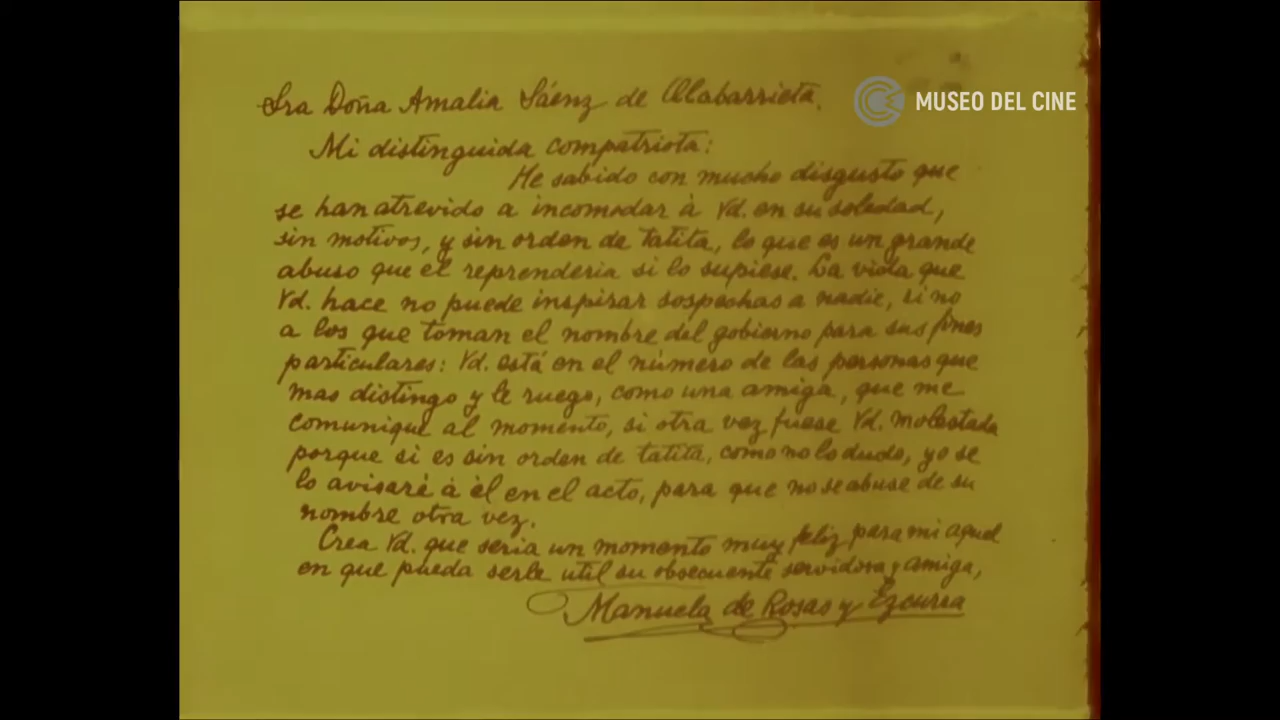 Sra Doña Amalia Sáenz de Olabarrieta.
MUSEO DEL CINE
Mi distinguida compatriota:
He sabido con mucho disgusto que
se han atrevido a incomodar à Vd. en su soledad,
sin motivos, y sin orden de tatita, lo que es un grande
abuso que el reprenderia si lo supiese. La vida que
Vd. hace no puede inspirar sospechas a nadie, si no
a los que toman el nombre del gobierno para sus fines
particulares: Vd. está en el número de las personas que
mas distingo y le ruego, como una amiga, que me
comunique al momento, si otra vez fuese Vd. molestada
porque si es sin orden de tatita, como no lo dudo, yo se
lo avisaré à èl en el acto, para que no se abuse de su
nombre otra vez.
Crea Vd. que seria un momento muy feliz para mi aquel
en que pueda serle util su obsecuente servidora y amiga,
Manuela de Rosas y Ezcurra